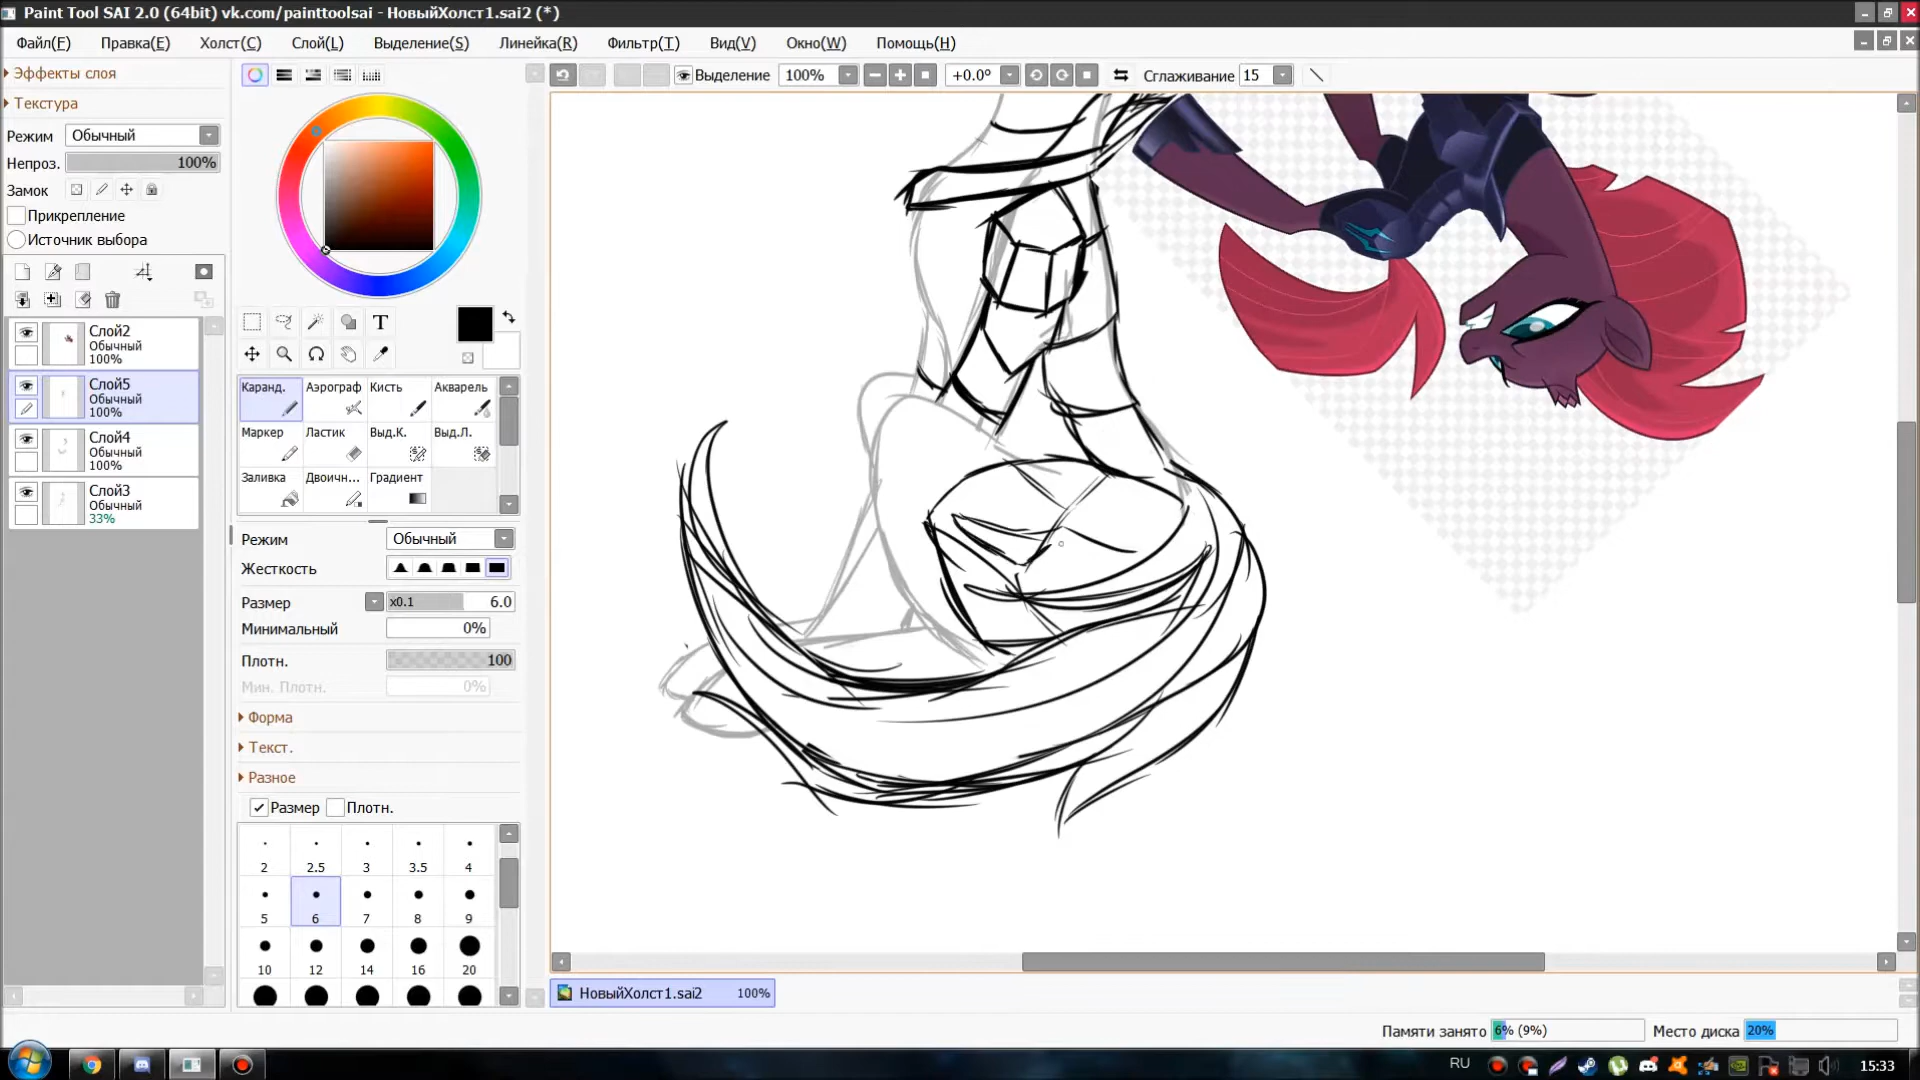 Paint Tool SAI 2.0 (64bit) vk.com/painttoolsai - НовыйХолст1.sai2 (*)
Файл(F) Правка(E) Холст(C) Слой(L) Выделение(S) Линейка(R) Фильтр(T) Вид(V) Окно(W) Помощь(H)
Эффекты слоя
Выделение 100% +0.0º Сглаживание 15
Текстура
Режим Обычный
Непроз. 100%
Замок
Прикрепление
Источник выбора
T
Слой2
Обычный
100%
Слой5
Обычный
100%
Слой4
Обычный
100%
Слой3
Обычный
33%
Каранд. Аэрограф Кисть Акварель
Маркер Ластик Выд.К. Выд.Л.
Заливка Двоичн... Градиент
Режим Обычный
Жесткость
Размер x0.1 6.0
Минимальный 0%
Плотн. 100
Мин. Плотн. 0%
Форма
Текст.
Разное
Размер Плотн.
2 2.5 3 3.5 4
5 6 7 8 9
10 12 14 16 20
НовыйХолст1.sai2 100%
Памяти занято 6% (9%) Место диска 20%
RU 15:33